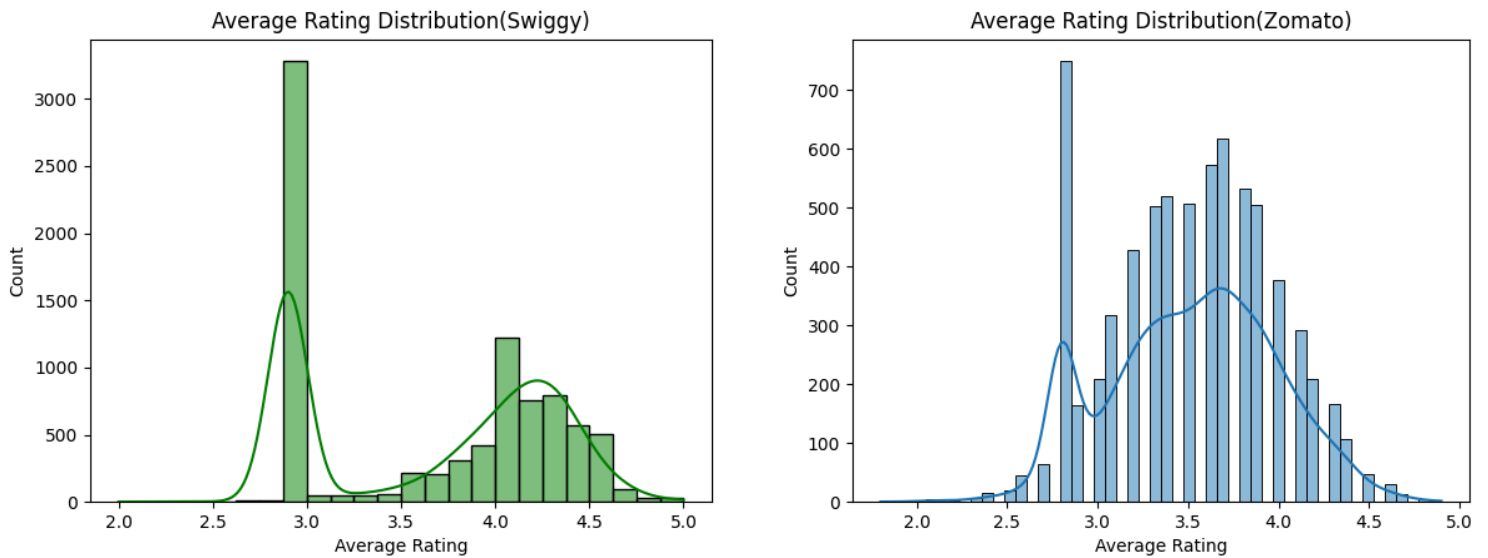 Average Rating Distribution(Swiggy)
Count
3000
2500
2000
1500
1000
500
0
2.0 2.5 3.0 3.5 4.0 4.5 5.0
Average Rating
Average Rating Distribution(Zomato)
Count
700
600
500
400
300
200
100
0
2.0 2.5 3.0 3.5 4.0 4.5 5.0
Average Rating